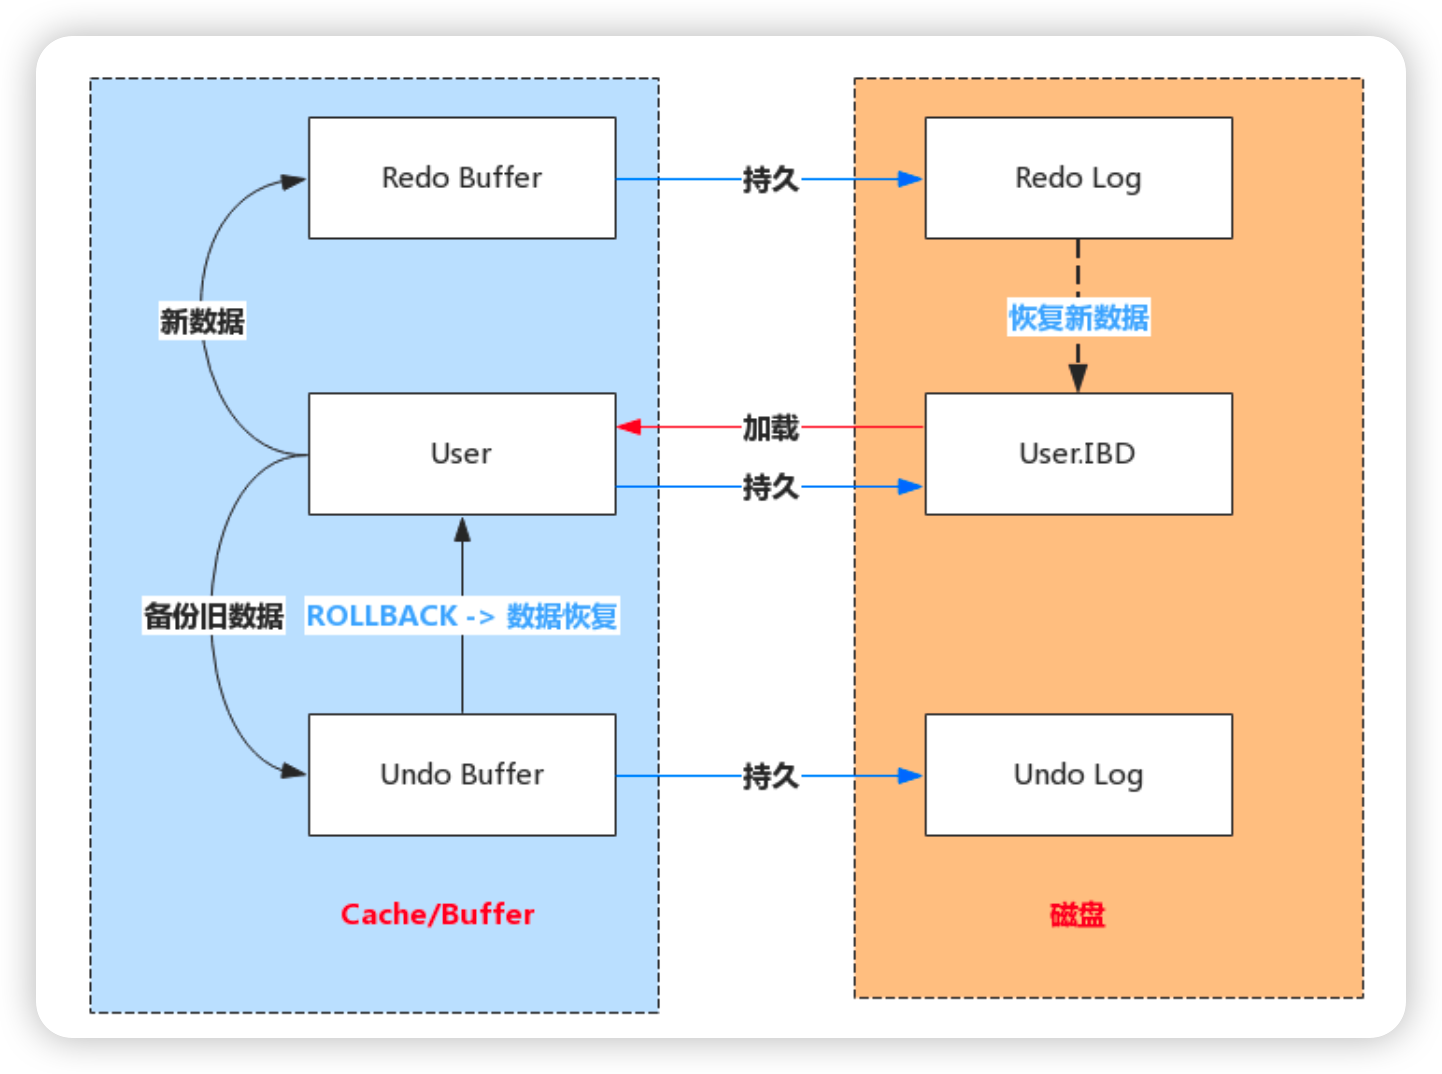 Redo Buffer
持久
Redo Log
新数据
恢复新数据
User
加载
持久
User.IBD
备份旧数据
ROLLBACK -> 数据恢复
Undo Buffer
持久
Undo Log
Cache/Buffer
磁盘